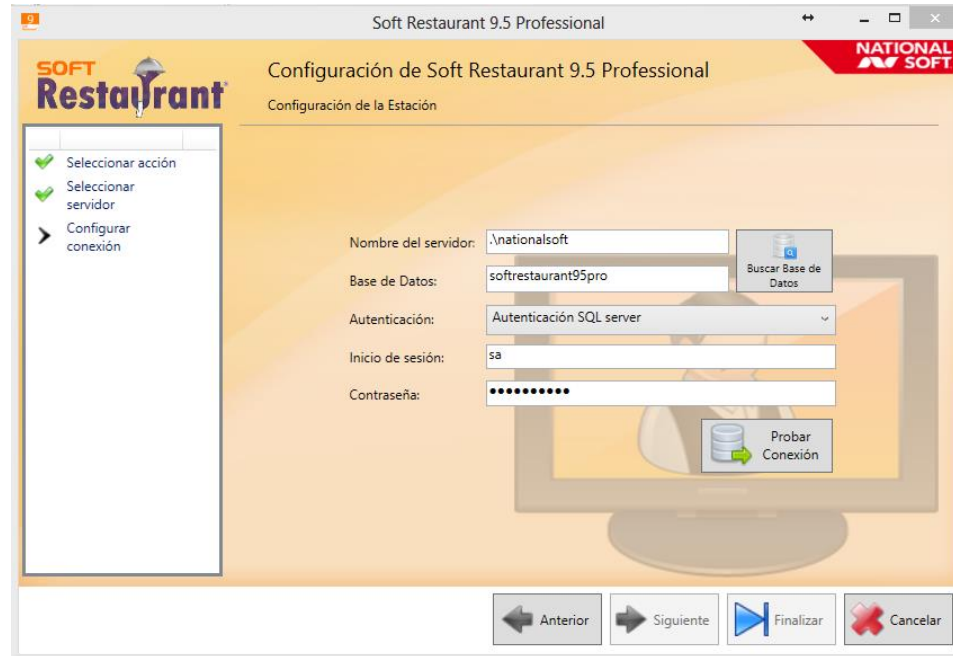 9
Soft Restaurant 9.5 Professional
NATIONAL
SOFT
SOFT
Restaurant
Configuración de Soft Restaurant 9.5 Professional
Configuración de la Estación
Seleccionar acción
Seleccionar
servidor
Configurar
conexión
Nombre del servidor:
.\nationalsoft
Buscar Base de
Datos
Base de Datos:
softrestaurant95pro
Autenticación:
Autenticación SQL server
Inicio de sesión:
sa
Contraseña:
••••••••••
Probar
Conexión
Anterior
Siguiente
Finalizar
Cancelar